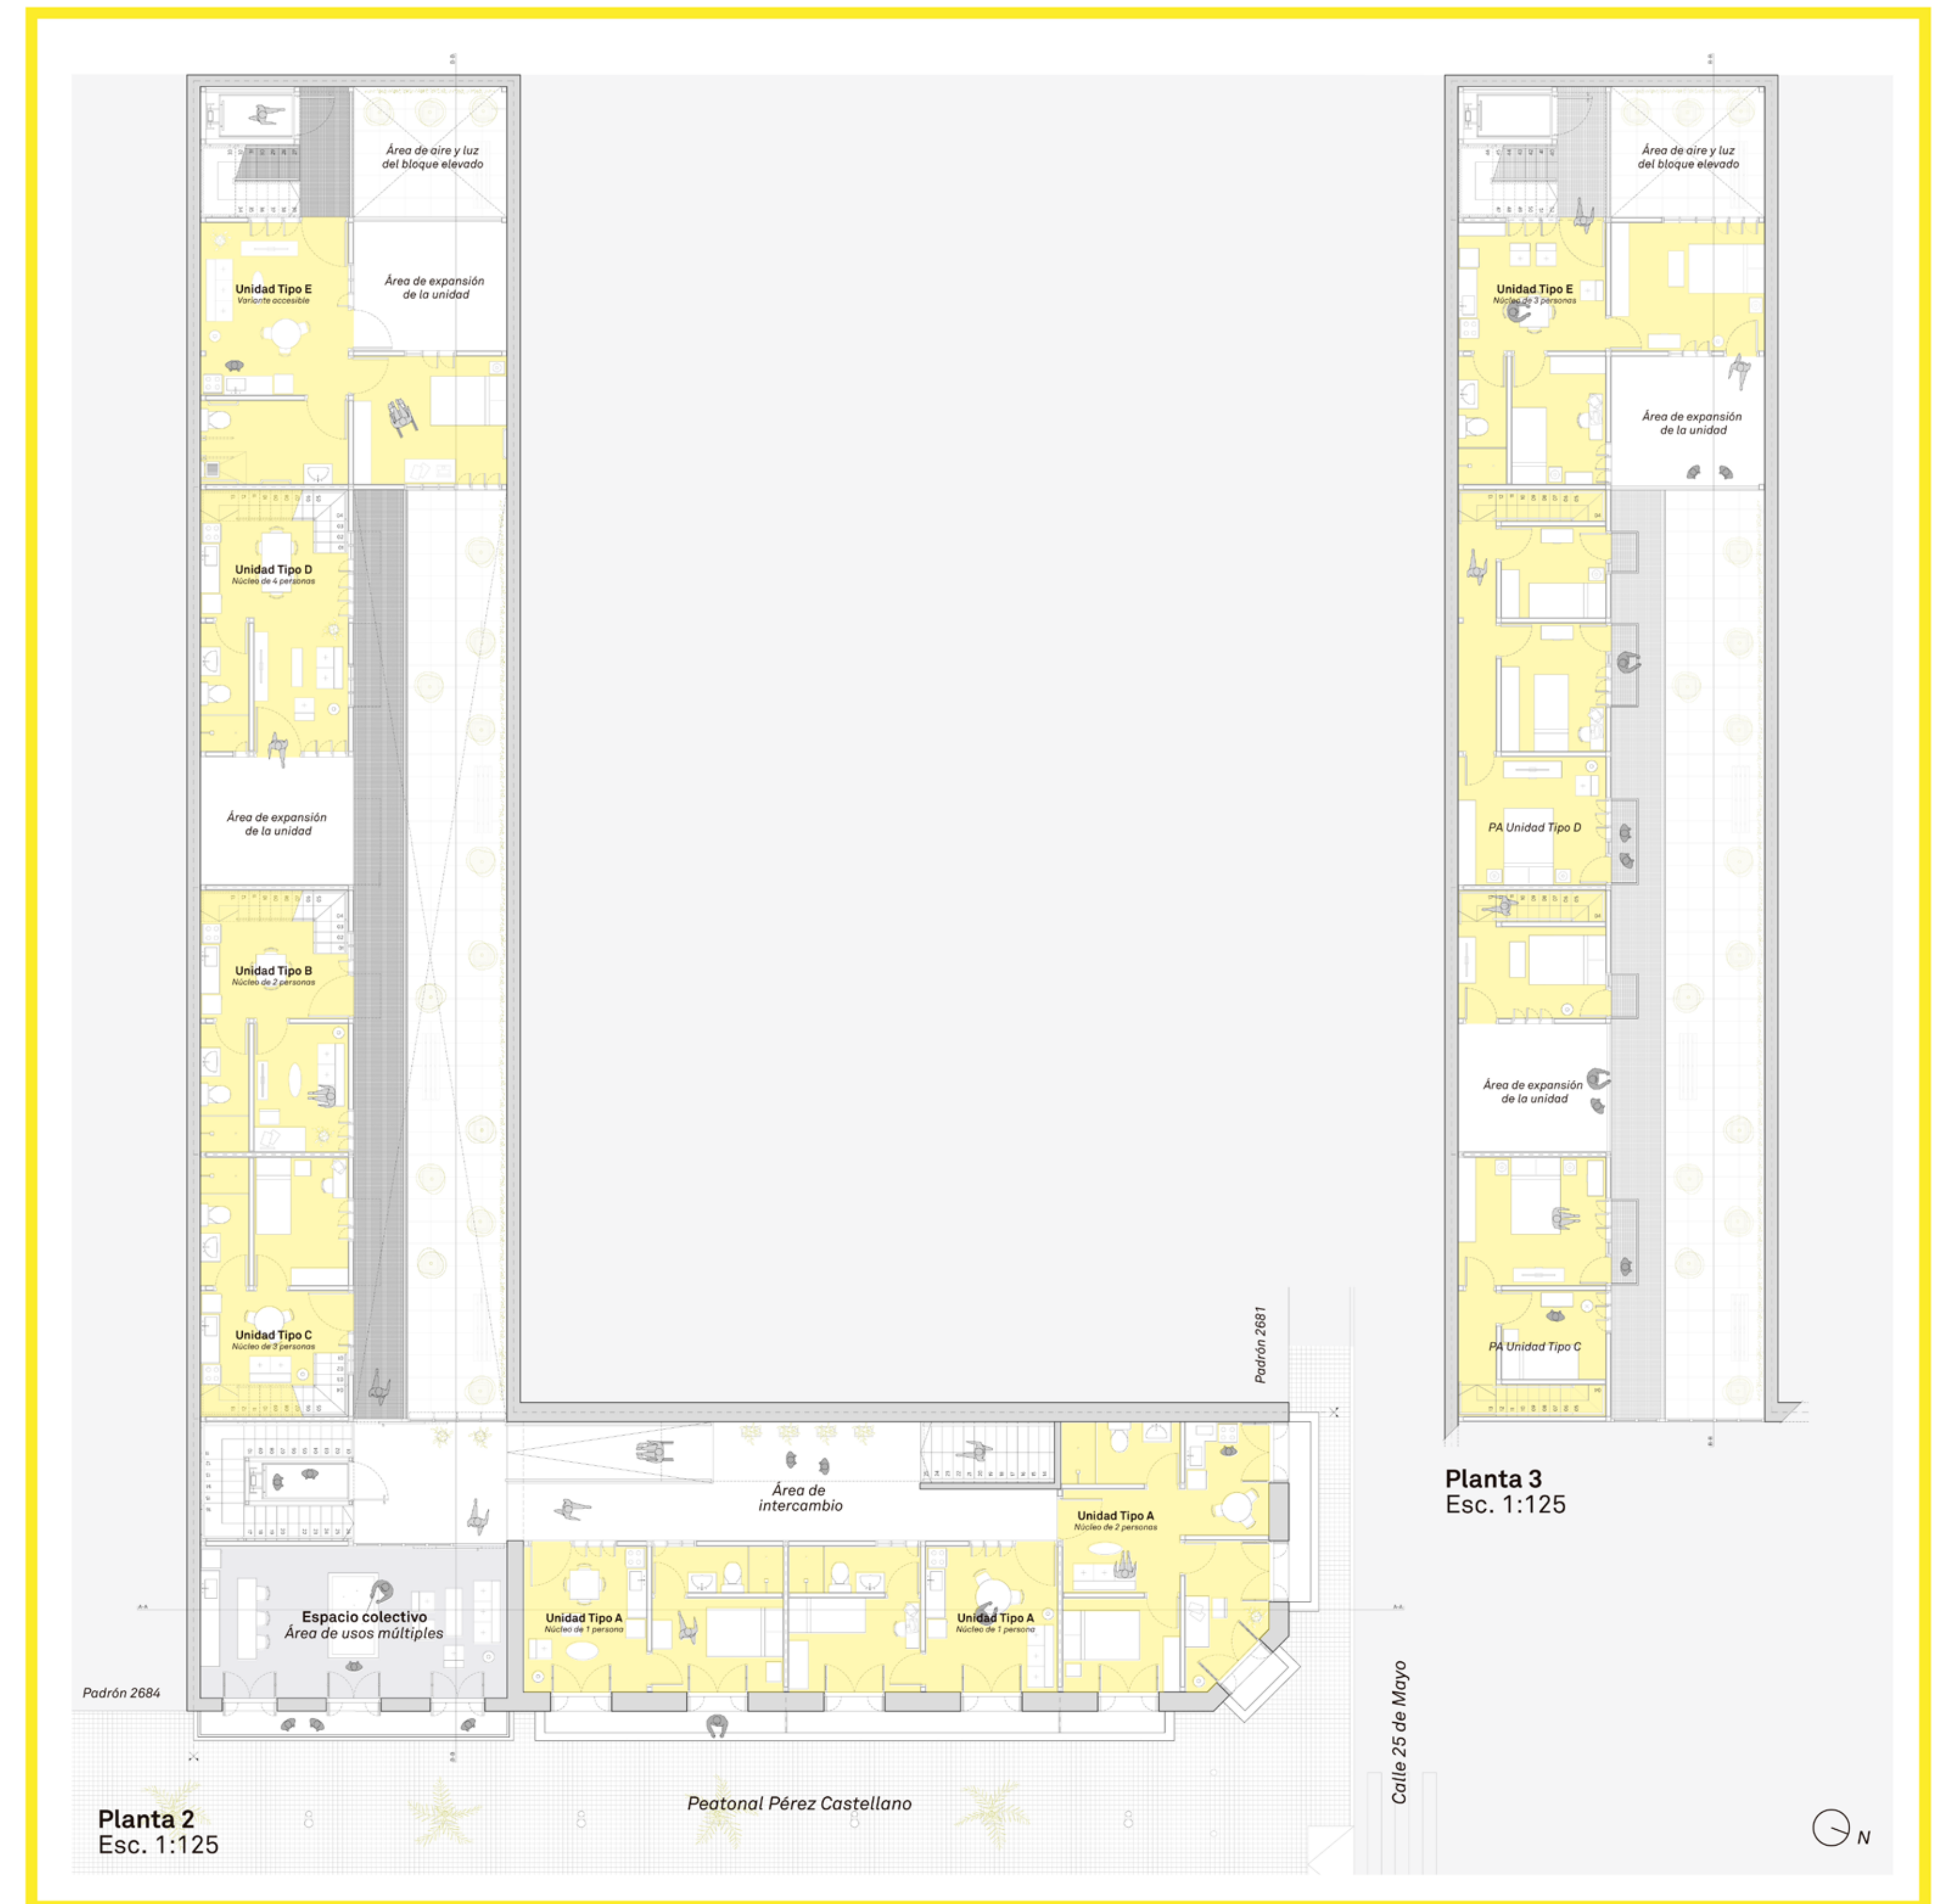 Área de aire y luz
del bloque elevado
Unidad Tipo E
Variante accesible
Área de expansión
de la unidad
Unidad Tipo D
Núcleo de 4 personas
Área de expansión
de la unidad
Unidad Tipo B
Núcleo de 2 personas
Unidad Tipo C
Núcleo de 3 personas
Padrón 2681
Área de
intercambio
Unidad Tipo A
Núcleo de 2 personas
Espacio colectivo
Área de usos múltiples
Unidad Tipo A
Núcleo de 1 persona
Unidad Tipo A
Núcleo de 1 persona
Padrón 2684
Calle 25 de Mayo
Peatonal Pérez Castellano
Planta 2
Esc. 1:125
Área de aire y luz
del bloque elevado
Unidad Tipo E
Núcleo de 3 personas
Área de expansión
de la unidad
PA Unidad Tipo D
Área de expansión
de la unidad
PA Unidad Tipo C
Planta 3
Esc. 1:125
N